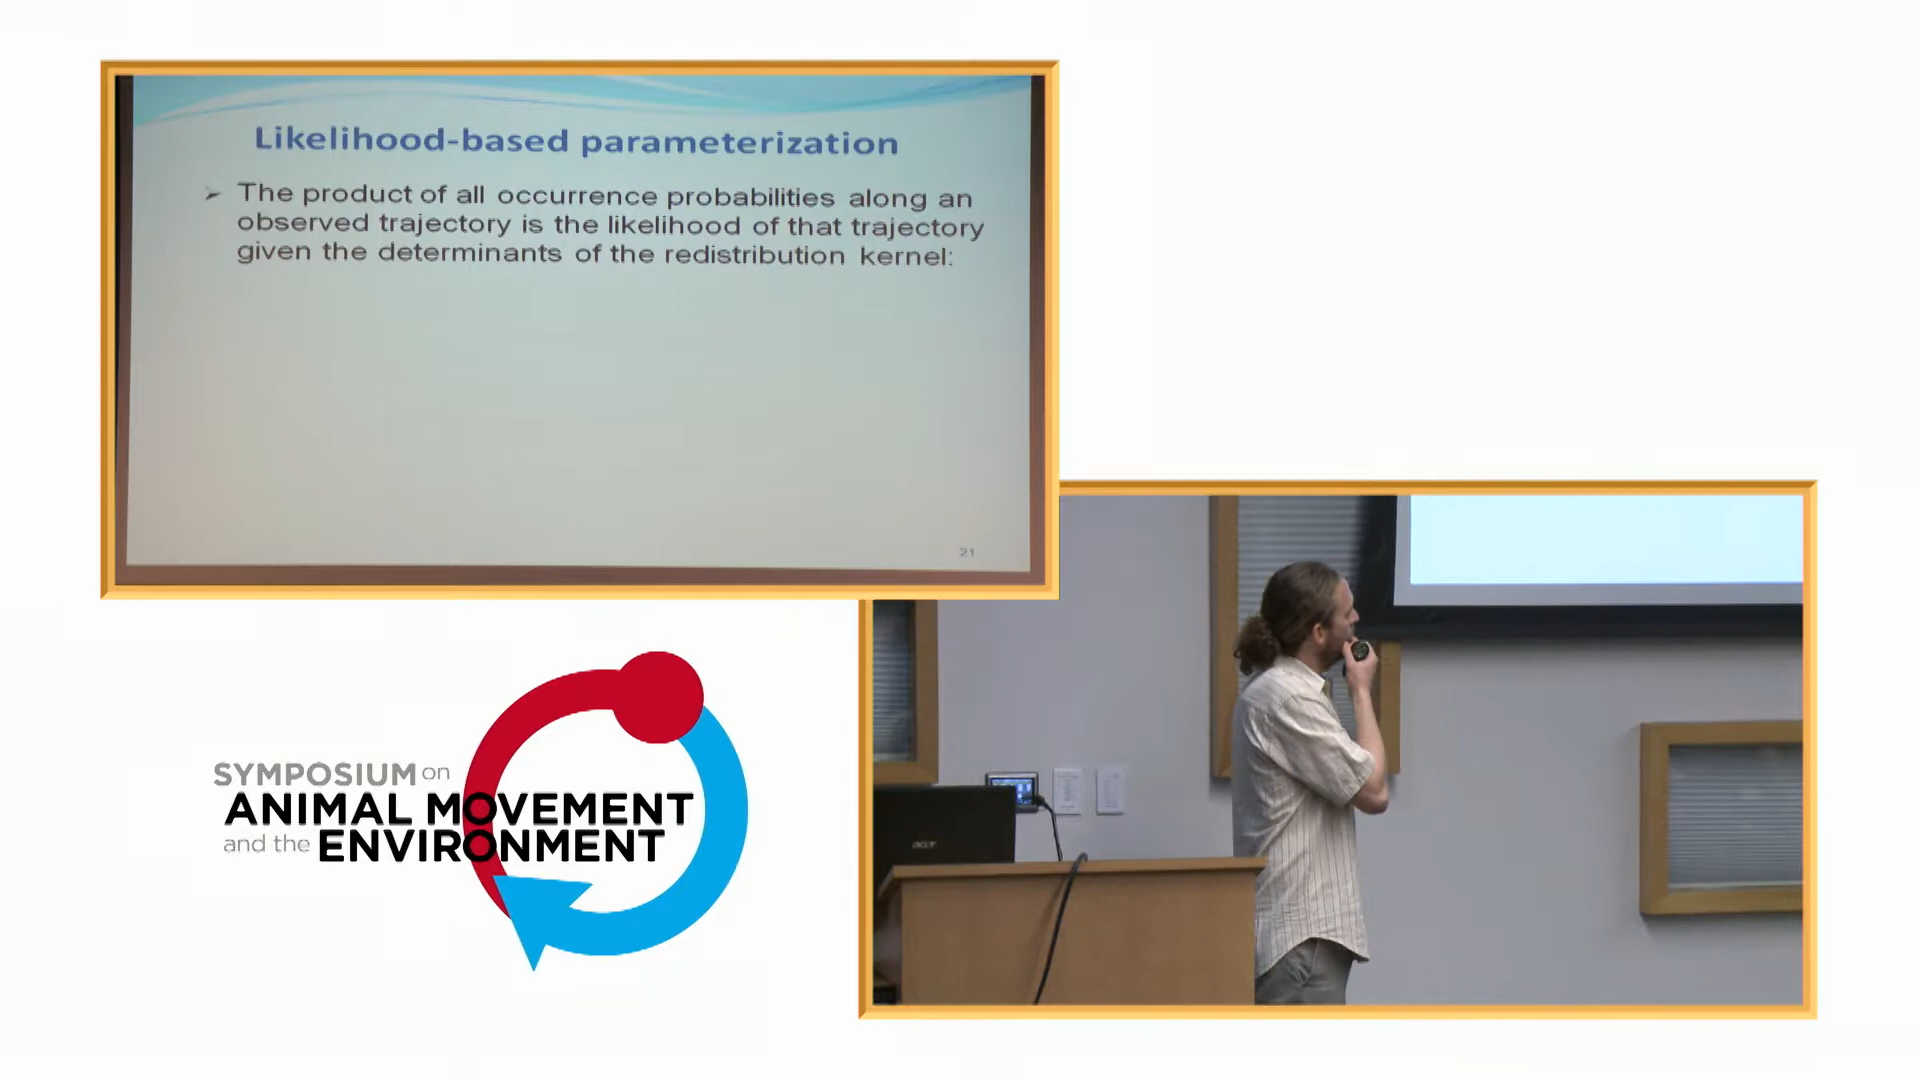 Likelihood-based parameterization
➢ The product of all occurrence probabilities along an
observed trajectory is the likelihood of that trajectory
given the determinants of the redistribution kernel:
21
SYMPOSIUM on
ANIMAL MOVEMENT
and the ENVIRONMENT
acer